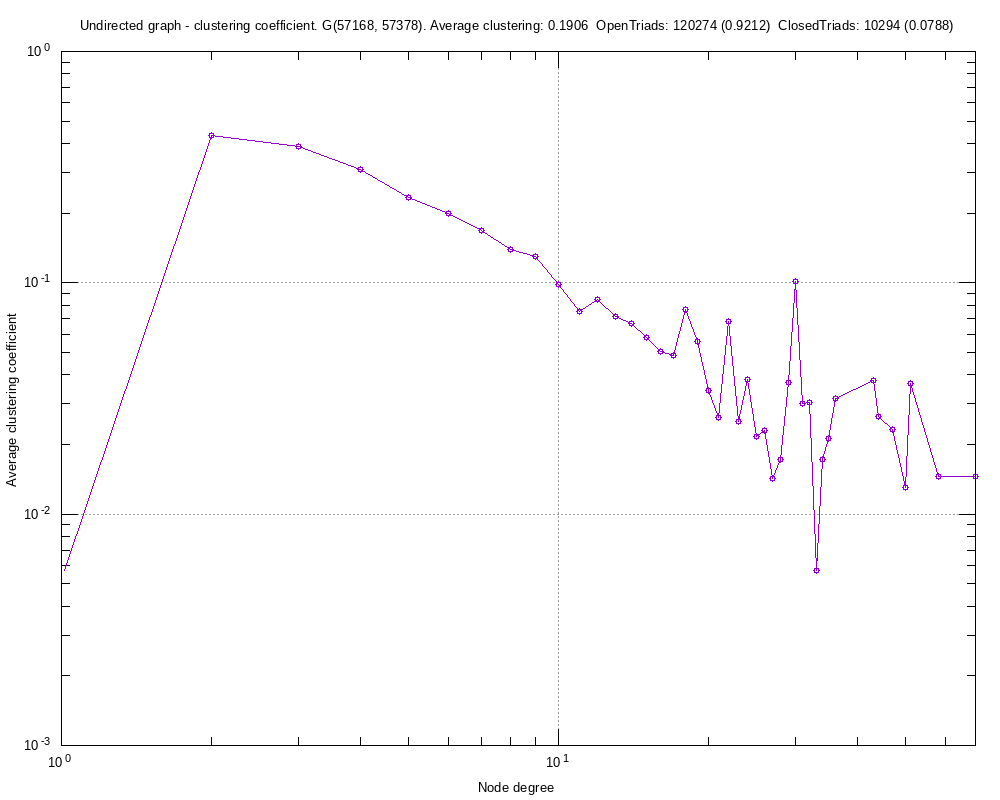 Undirected graph - clustering coefficient. G(57168, 57378). Average clustering: 0.1906  OpenTriads: 120274 (0.9212)  ClosedTriads: 10294 (0.0788)
10^0
10^-1
10^-2
10^-3
Average clustering coefficient
10^0 10^1
Node degree